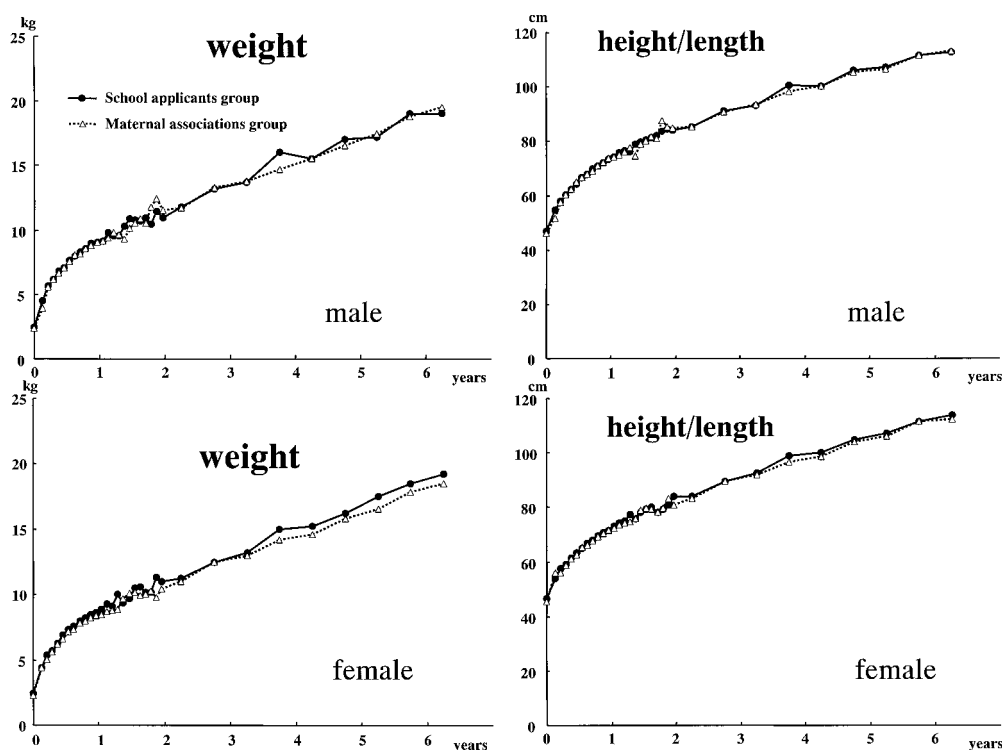 kg
25
20
15
10
5
0
weight
School applicants group
Maternal associations group
male
0 1 2 3 4 5 6 years
cm
120
100
80
60
40
20
0
height/length
male
0 1 2 3 4 5 6 years
kg
25
20
15
10
5
0
weight
female
0 1 2 3 4 5 6 years
cm
120
100
80
60
40
20
0
height/length
female
0 1 2 3 4 5 6 years